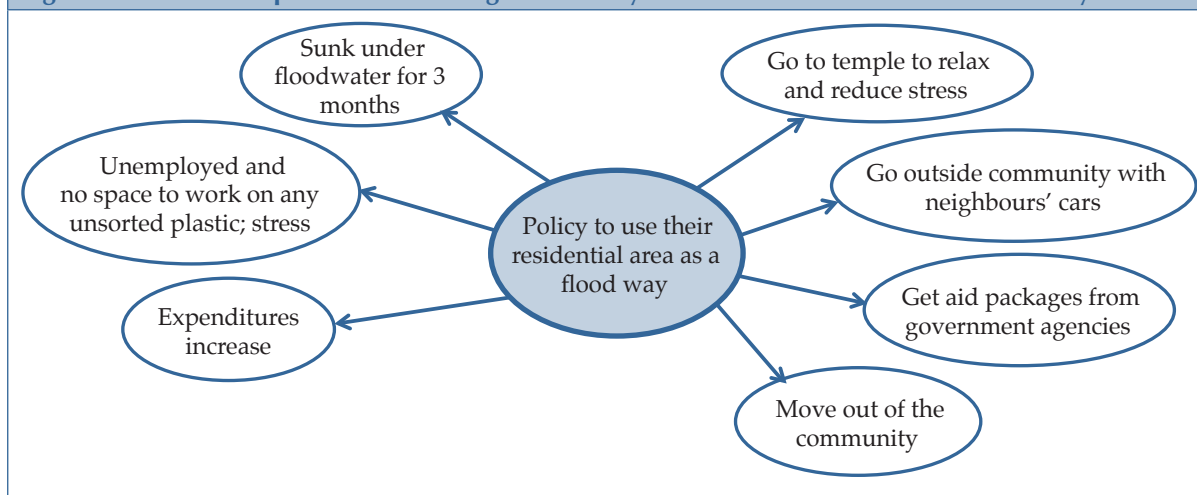 Sunk under
floodwater for 3
months
Go to temple to relax
and reduce stress
Unemployed and
no space to work on any
unsorted plastic; stress
Go outside community with
neighbours' cars
Policy to use their
residential area as a
flood way
Expenditures
increase
Get aid packages from
government agencies
Move out of the
community